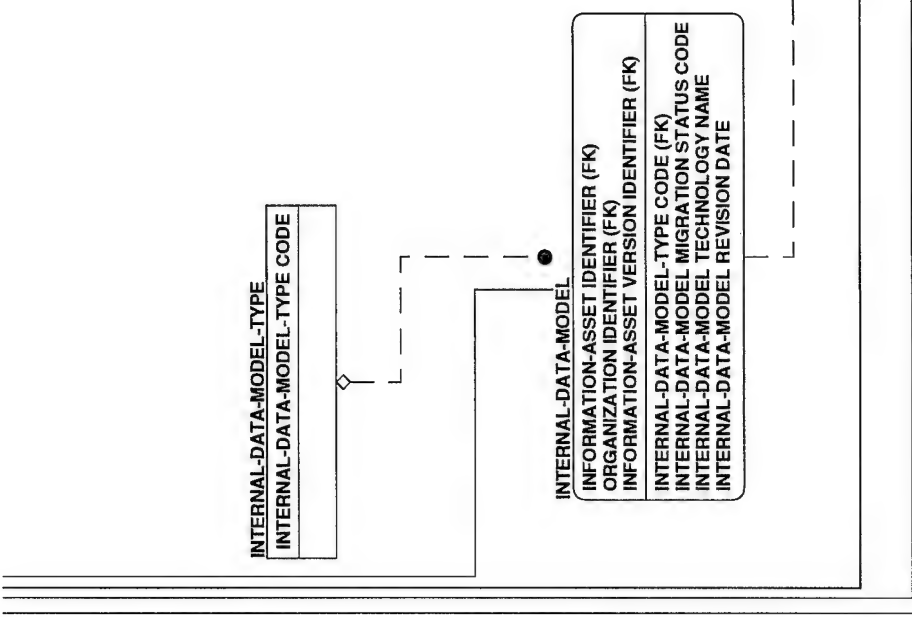 INTERNAL-DATA-MODEL-TYPE
INTERNAL-DATA-MODEL-TYPE CODE
INTERNAL-DATA-MODEL
INFORMATION-ASSET IDENTIFIER (FK)
ORGANIZATION IDENTIFIER (FK)
INFORMATION-ASSET VERSION IDENTIFIER (FK)
INTERNAL-DATA-MODEL-TYPE CODE (FK)
INTERNAL-DATA-MODEL MIGRATION STATUS CODE
INTERNAL-DATA-MODEL TECHNOLOGY NAME
INTERNAL-DATA-MODEL REVISION DATE